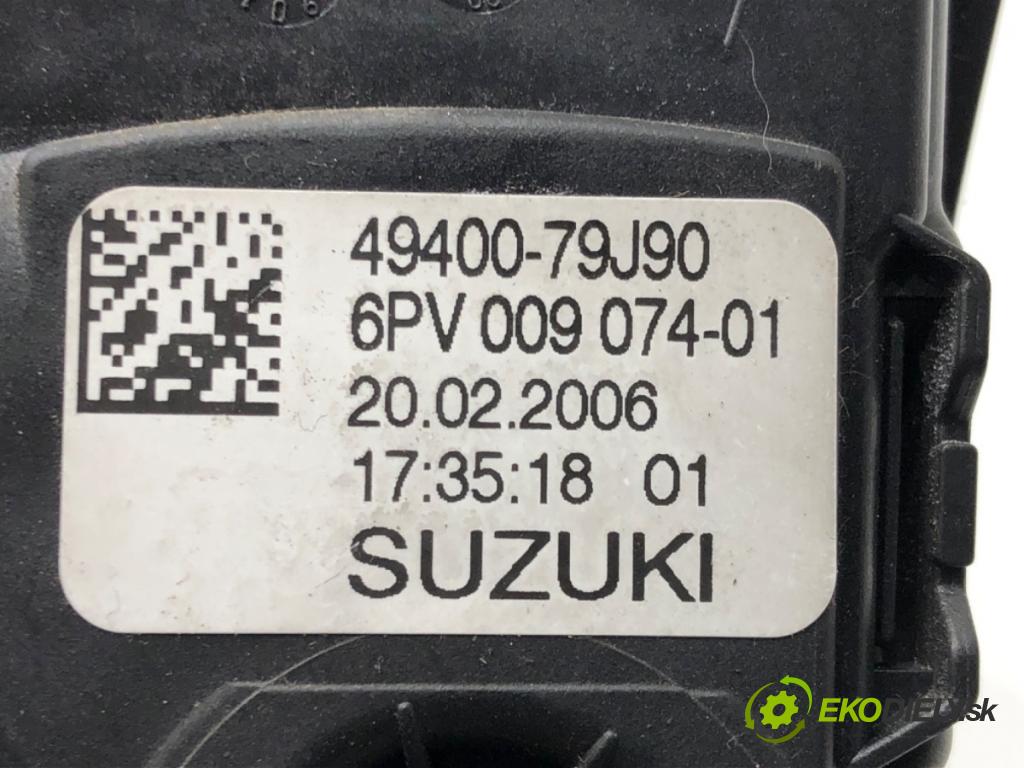 49400-79J90
6PV 009 074-01
20.02.2006
17:35:18 01
SUZUKI
EKODIELY.sk